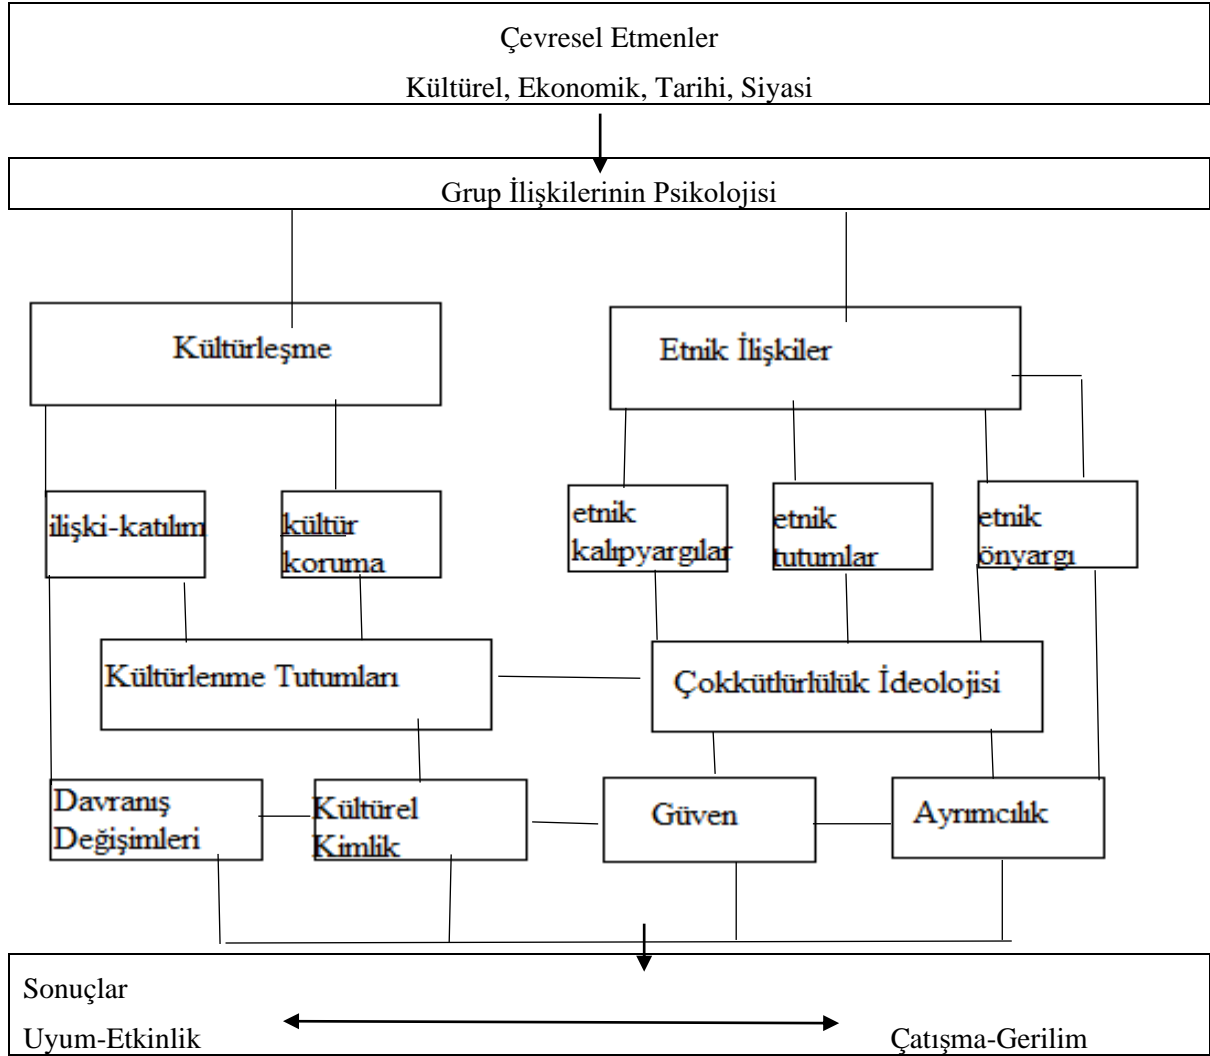 Çevresel Etmenler
Kültürel, Ekonomik, Tarihi, Siyasi
Grup İlişkilerinin Psikolojisi
Kültürleşme
Etnik İlişkiler
ilişki-katılım
kültür
koruma
etnik
kalıpyargılar
etnik
tutumlar
etnik
önyargı
Kültürlenme Tutumları
Çokkütlürlülük İdeolojisi
Davranış
Değişimleri
Kültürel
Kimlik
Güven
Ayrımcılık
Sonuçlar
Uyum-Etkinlik
Çatışma-Gerilim